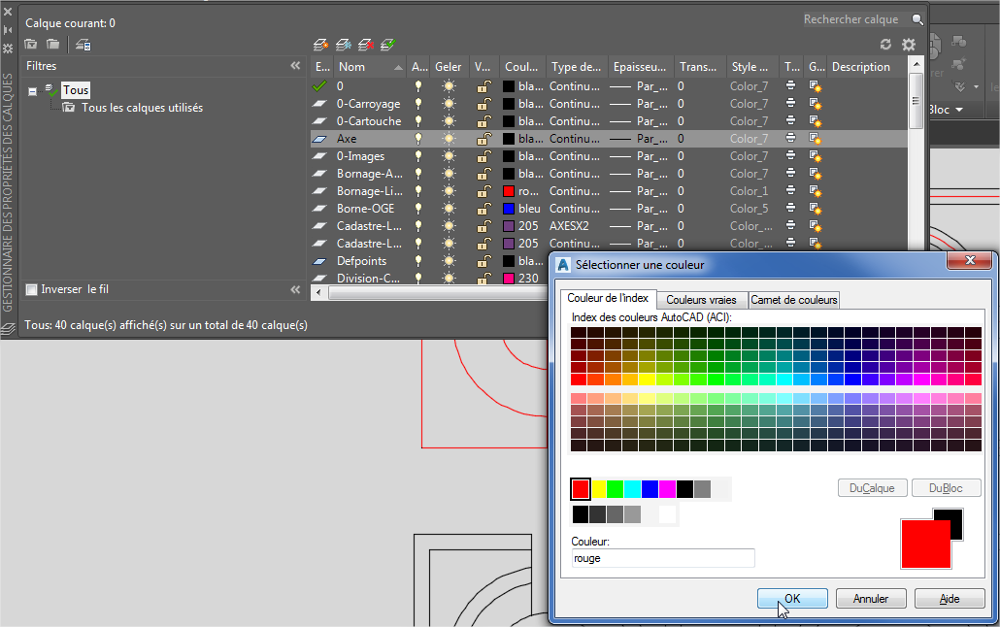 Calque courant: 0
Rechercher calque
Filtres
Tous
Tous les calques utilisés
Inverser le fil
Tous: 40 calque(s) affiché(s) sur un total de 40 calque(s)
GESTIONNAIRE DES PROPRIÉTÉS DES CALQUES
E... Nom A... Geler V... Coul... Type de... Epaisseu... Trans... Style ... T... G... Description
0 bla... Continu... Par_... 0 Color_7
0-Carroyage bla... Continu... Par_... 0 Color_7
0-Cartouche bla... Continu... Par_... 0 Color_7
Axe bla... Continu... Par_... 0 Color_7
0-Images bla... Continu... Par_... 0 Color_7
Bornage-A... bla... Continu... Par_... 0 Color_7
Bornage-Li... ro... Continu... Par_... 0 Color_1
Borne-OGE bleu Continu... Par_... 0 Color_5
Cadastre-L... 205 AXESX2 Par_... 0 Color_...
Cadastre-L... 205 Continu... Par_... 0 Color_...
Defpoints bla...
Division-C... 230
Bloc
Sélectionner une couleur
Couleur de l'index Couleurs vraies Carnet de couleurs
Index des couleurs AutoCAD (ACI):
DuCalque DuBloc
Couleur:
rouge
OK Annuler Aide